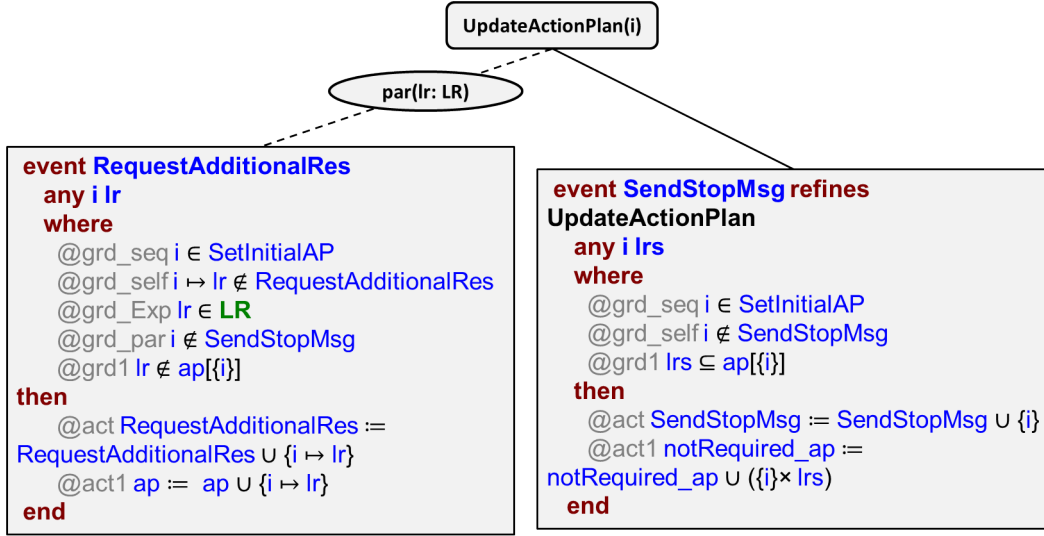 UpdateActionPlan(i)
par(lr: LR)
event RequestAdditionalRes
any i lr
where
@grd_seq i ∈ SetInitialAP
@grd_self i ↦ lr ∉ RequestAdditionalRes
@grd_Exp lr ∈ LR
@grd_par i ∉ SendStopMsg
@grd1 lr ∉ ap[{i}]
then
@act RequestAdditionalRes ≔
RequestAdditionalRes ∪ {i ↦ lr}
@act1 ap ≔ ap ∪ {i ↦ lr}
end
event SendStopMsg refines
UpdateActionPlan
any i lrs
where
@grd_seq i ∈ SetInitialAP
@grd_self i ∉ SendStopMsg
@grd1 lrs ⊆ ap[{i}]
then
@act SendStopMsg ≔ SendStopMsg ∪ {i}
@act1 notRequired_ap ≔
notRequired_ap ∪ ({i}× lrs)
end